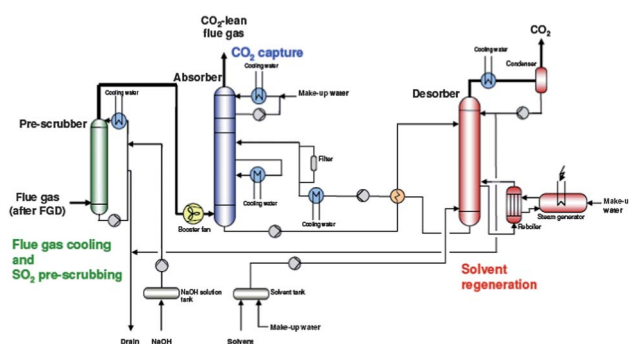 CO₂-lean
flue gas
CO₂ capture
Absorber
Cooling water
Make-up water
CO₂
Cooling water
Condenser
Desorber
Cooling water
Pre-scrubber
Filter
Flue gas
(after FGD)
Cooling water
Cooling water
Booster fan
Reboiler
Steam generator
Make-u
water
Flue gas cooling
and
SO₂ pre-scrubbing
Solvent
regeneration
NaOH solution
tank
Solvent tank
Make-up water
Drain
NaOH
Solvent